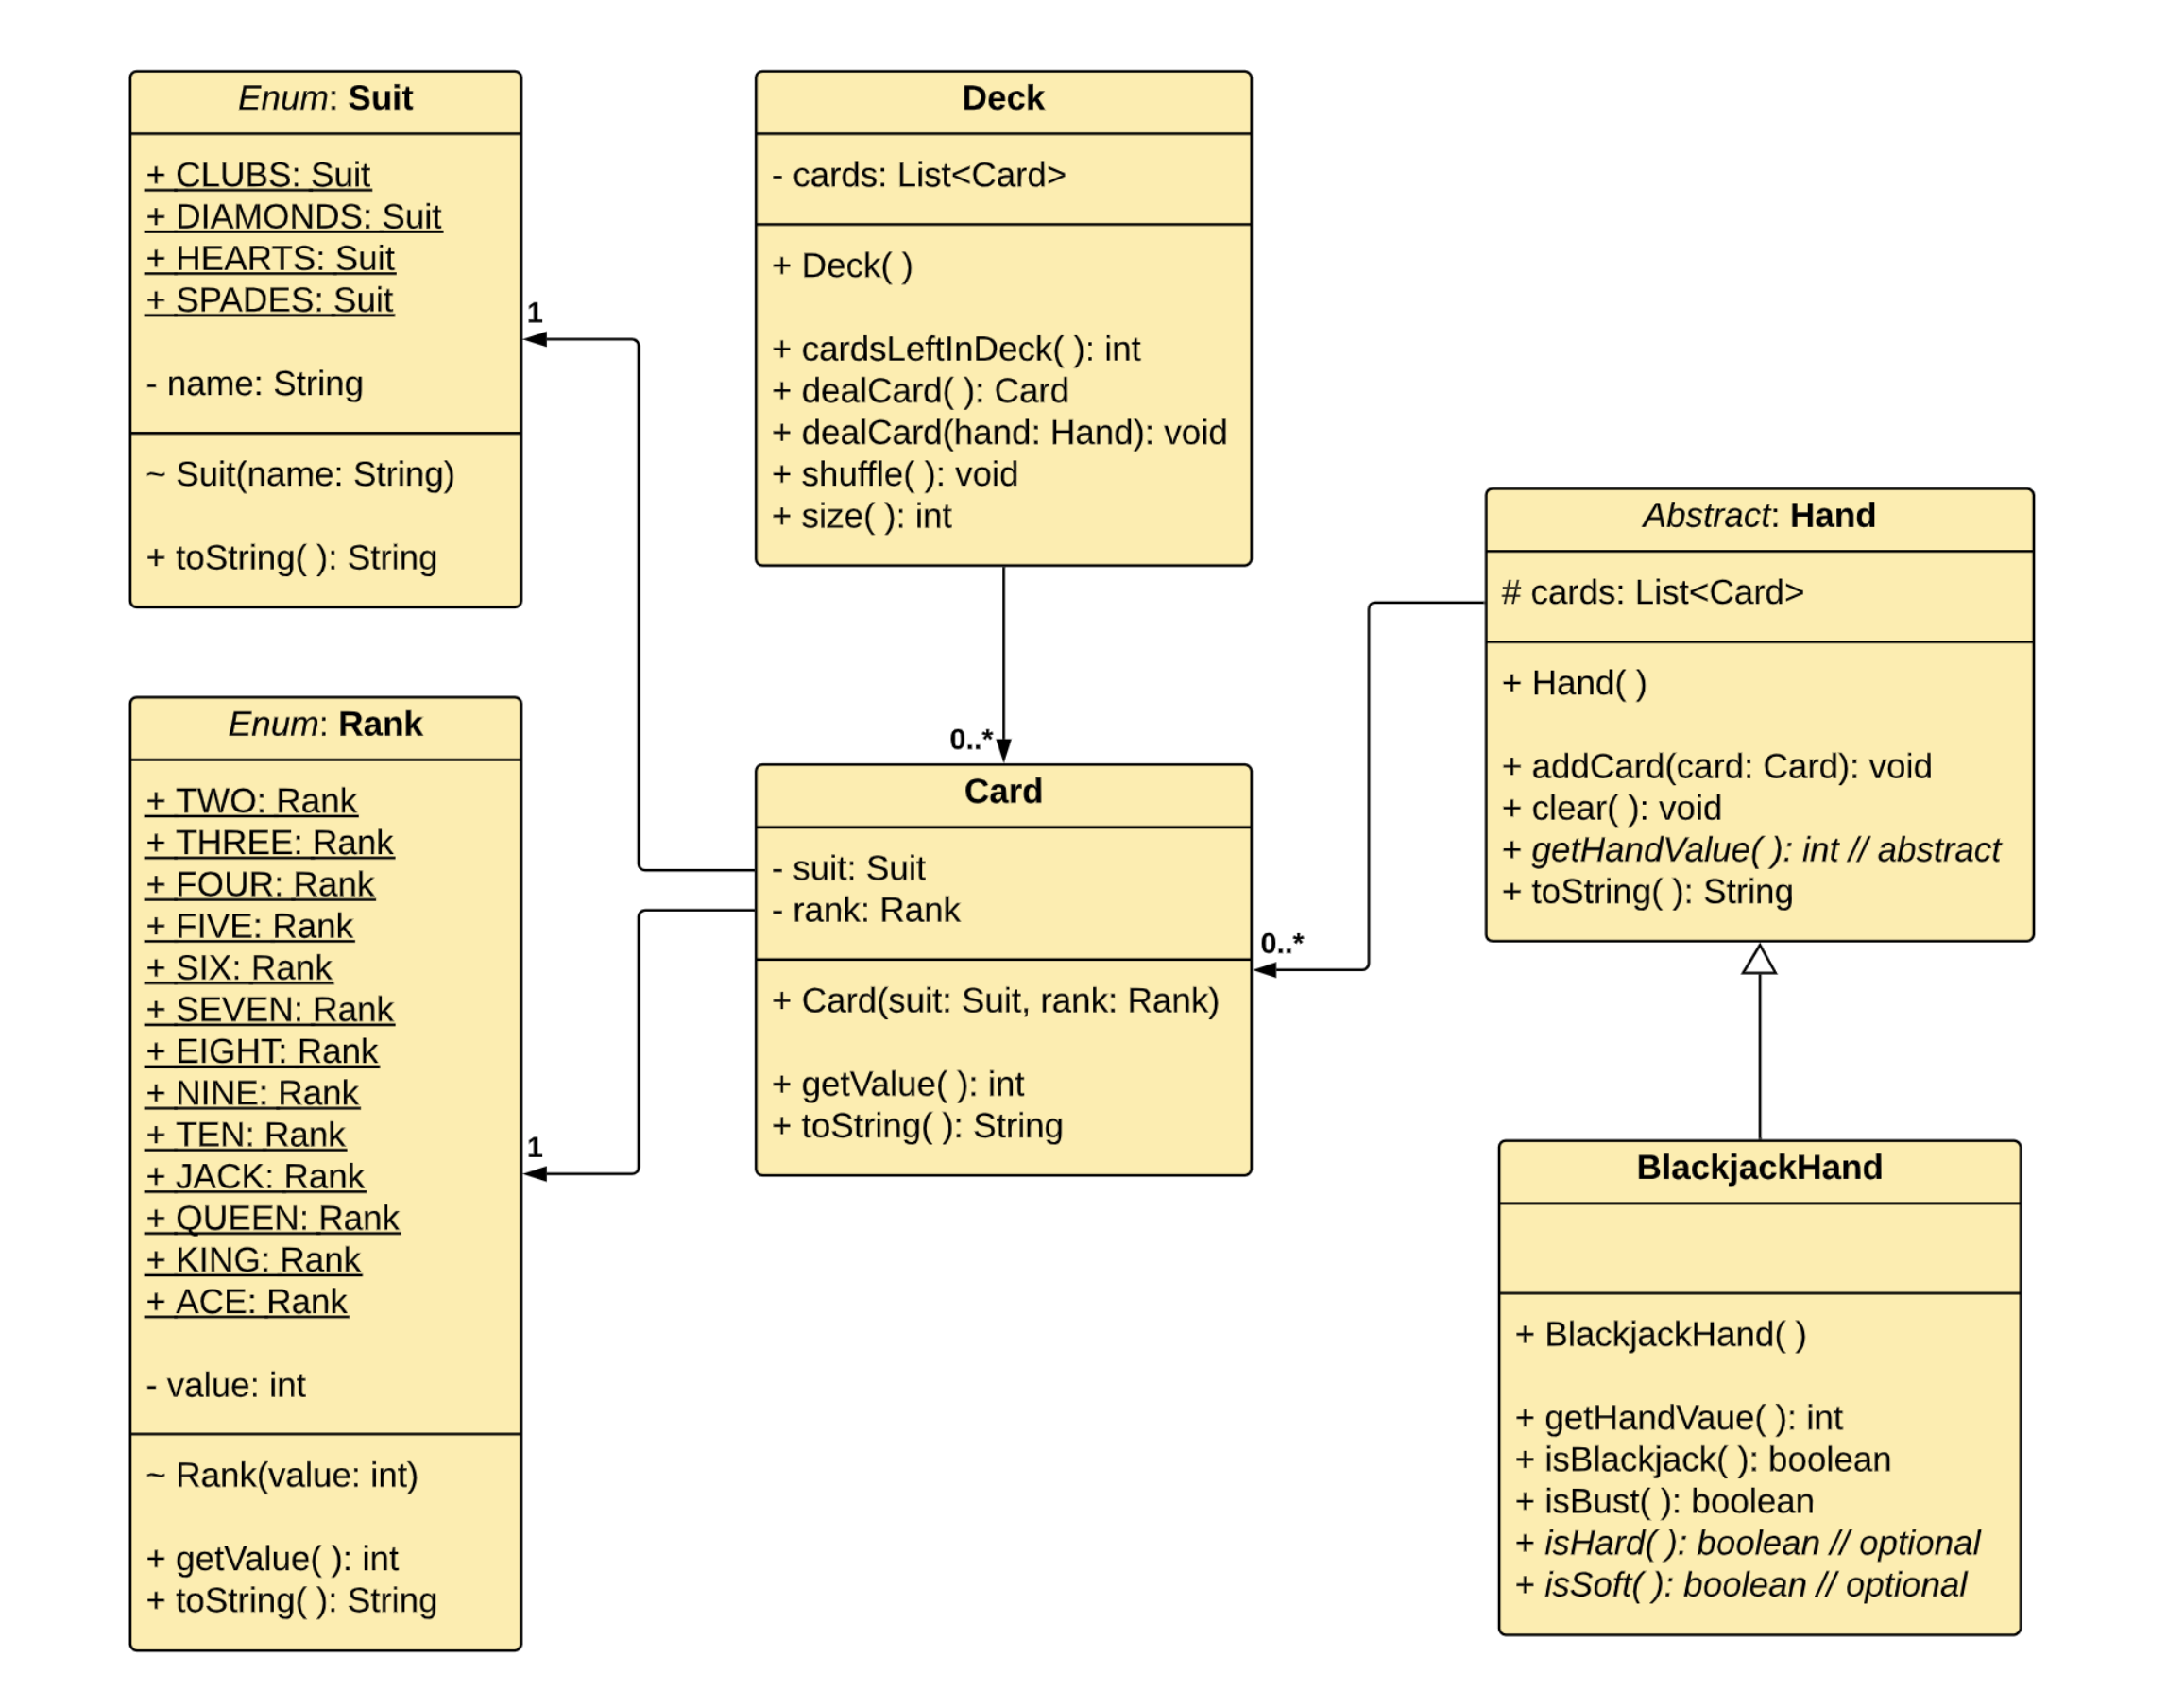 Enum: Suit
+ CLUBS: Suit
+ DIAMONDS: Suit
+ HEARTS: Suit
+ SPADES: Suit
- name: String
~ Suit(name: String)
+ toString( ): String
1
Enum: Rank
+ TWO: Rank
+ THREE: Rank
+ FOUR: Rank
+ FIVE: Rank
+ SIX: Rank
+ SEVEN: Rank
+ EIGHT: Rank
+ NINE: Rank
+ TEN: Rank
+ JACK: Rank
+ QUEEN: Rank
+ KING: Rank
+ ACE: Rank
- value: int
~ Rank(value: int)
+ getValue( ): int
+ toString( ): String
1
Deck
- cards: List<Card>
+ Deck( )
+ cardsLeftInDeck( ): int
+ dealCard( ): Card
+ dealCard(hand: Hand): void
+ shuffle( ): void
+ size( ): int
0..*
Card
- suit: Suit
- rank: Rank
+ Card(suit: Suit, rank: Rank)
+ getValue( ): int
+ toString( ): String
0..*
Abstract: Hand
# cards: List<Card>
+ Hand( )
+ addCard(card: Card): void
+ clear( ): void
+ getHandValue( ): int // abstract
+ toString( ): String
BlackjackHand
+ BlackjackHand( )
+ getHandVaue( ): int
+ isBlackjack( ): boolean
+ isBust( ): boolean
+ isHard( ): boolean // optional
+ isSoft( ): boolean // optional